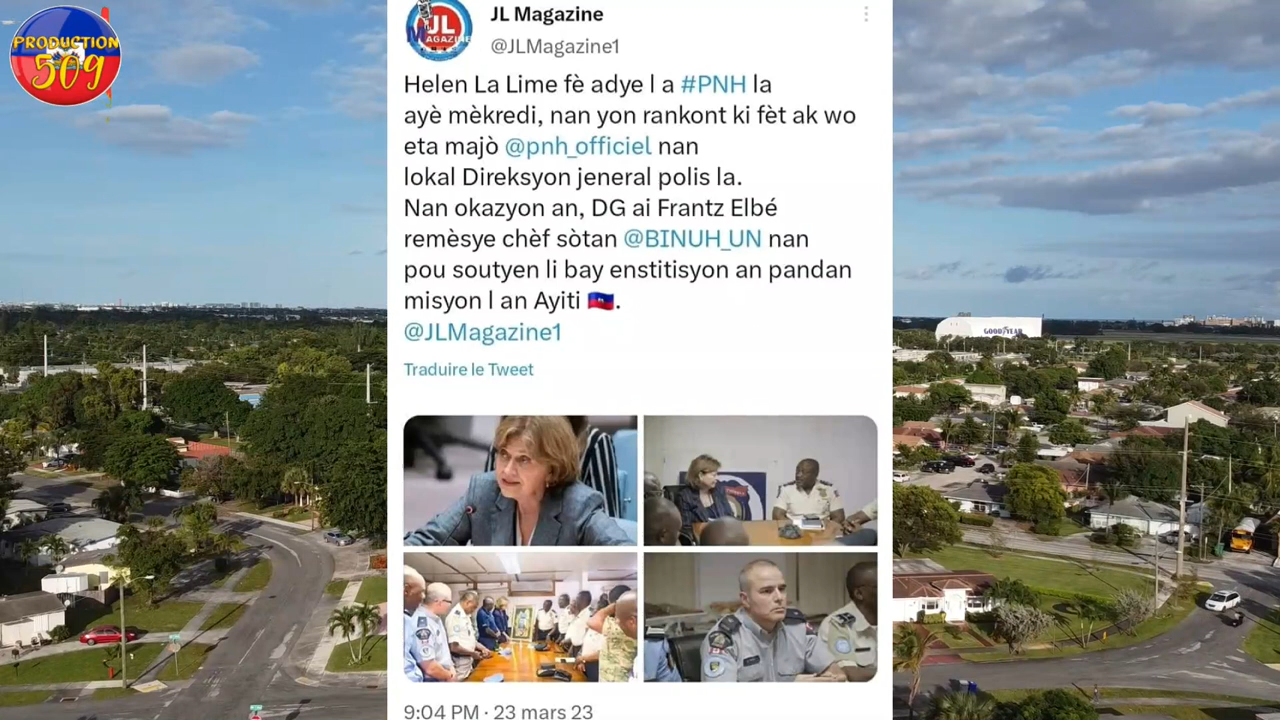 PRODUCTION
509
JL
MAGAZINE
JL Magazine
@JLMagazine1
Helen La Lime fè adye l a #PNH la
ayè mèkredi, nan yon rankont ki fèt ak wo
eta majò @pnh_officiel nan
lokal Direksyon jeneral polis la.
Nan okazyon an, DG ai Frantz Elbé
remèsye chèf sòtan @BINUH_UN nan
pou soutyen li bay enstitisyon an pandan
misyon l an Ayiti 🇭🇹.
@JLMagazine1
Traduire le Tweet
GOODYEAR
9:04 PM · 23 mars 23